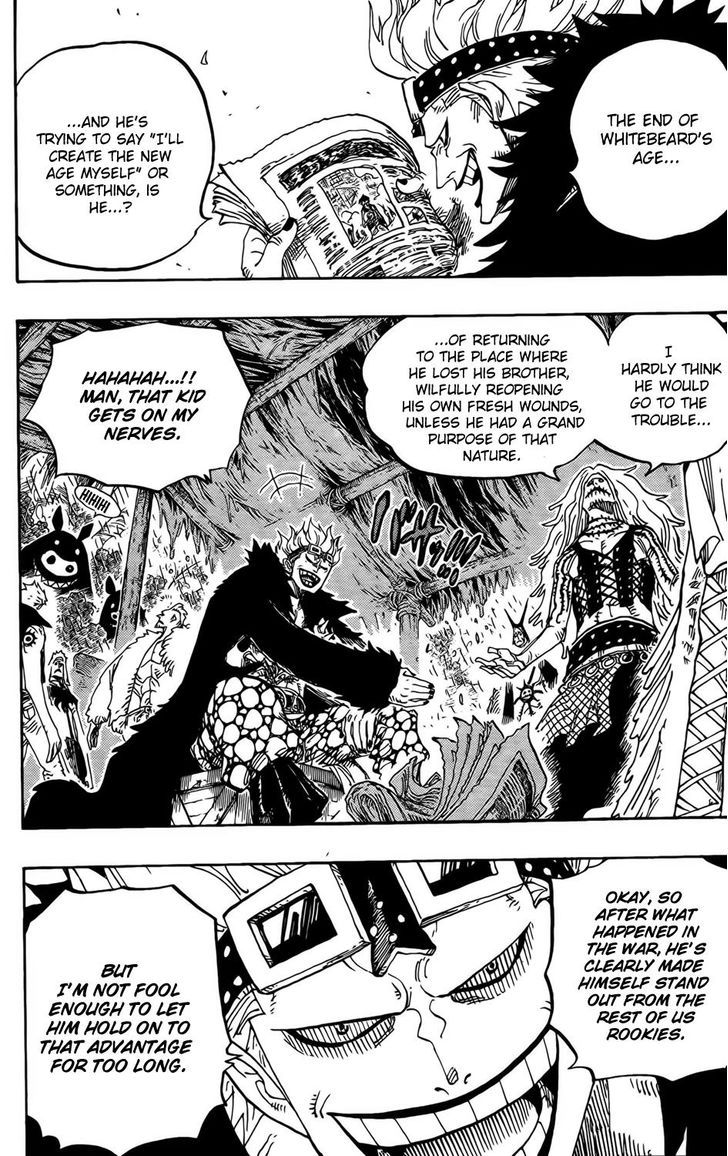 THE END OF
WHITEBEARD'S
AGE...
...AND HE'S
TRYING TO SAY "I'LL
CREATE THE NEW
AGE MYSELF" OR
SOMETHING, IS
HE...?
I
HARDLY THINK
HE WOULD
GO TO THE
TROUBLE...
...OF RETURNING
TO THE PLACE WHERE
HE LOST HIS BROTHER,
WILFULLY REOPENING
HIS OWN FRESH WOUNDS,
UNLESS HE HAD A GRAND
PURPOSE OF THAT
NATURE.
HAHAHAH...!!
MAN, THAT KID
GETS ON MY
NERVES.
HIHIHI
OKAY, SO
AFTER WHAT
HAPPENED IN
THE WAR, HE'S
CLEARLY MADE
HIMSELF STAND
OUT FROM THE
REST OF US
ROOKIES.
BUT
I'M NOT FOOL
ENOUGH TO LET
HIM HOLD ON TO
THAT ADVANTAGE
FOR TOO LONG.